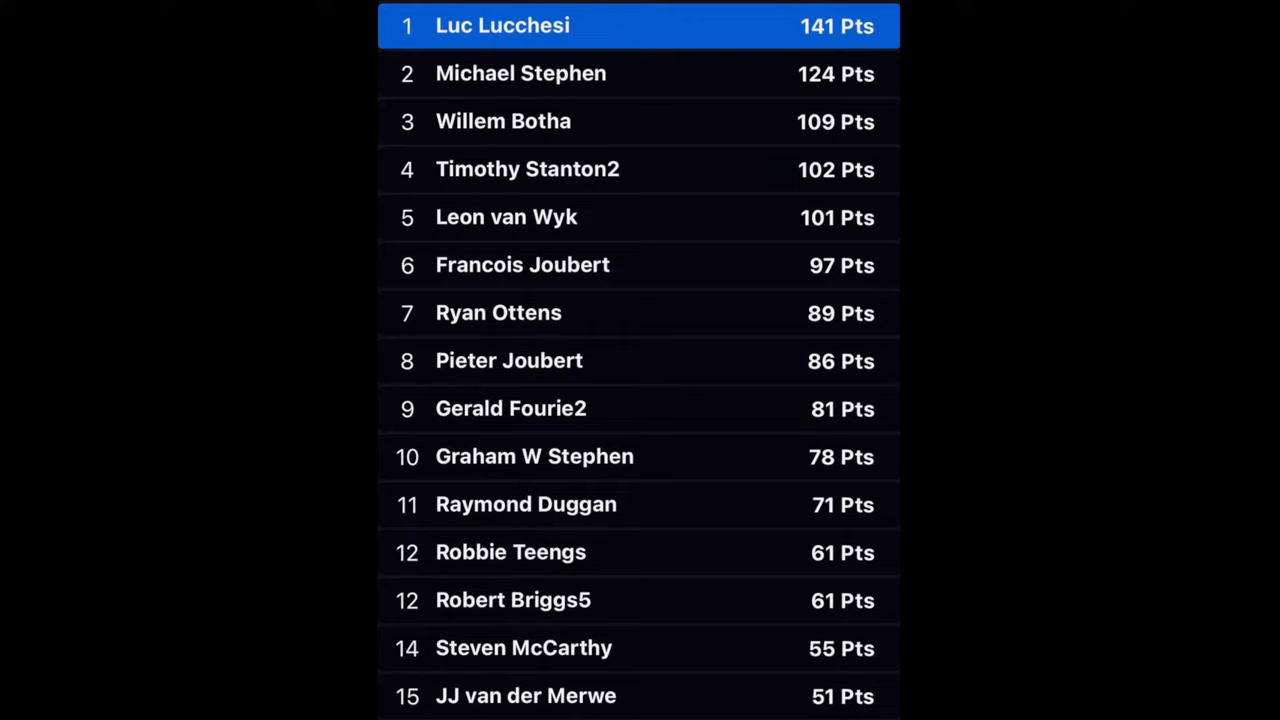 1 Luc Lucchesi 141 Pts
2 Michael Stephen 124 Pts
3 Willem Botha 109 Pts
4 Timothy Stanton2 102 Pts
5 Leon van Wyk 101 Pts
6 Francois Joubert 97 Pts
7 Ryan Ottens 89 Pts
8 Pieter Joubert 86 Pts
9 Gerald Fourie2 81 Pts
10 Graham W Stephen 78 Pts
11 Raymond Duggan 71 Pts
12 Robbie Teengs 61 Pts
12 Robert Briggs5 61 Pts
14 Steven McCarthy 55 Pts
15 JJ van der Merwe 51 Pts